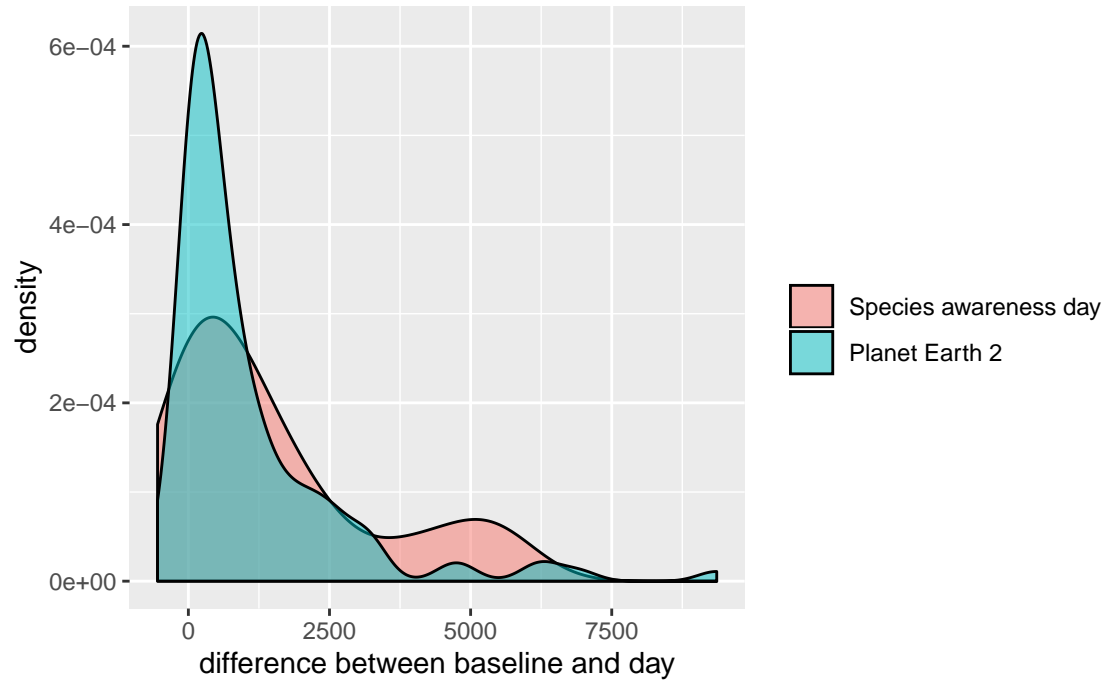 6e−04
4e−04
2e−04
0e+00
density
0 2500 5000 7500
difference between baseline and day
Species awareness day
Planet Earth 2